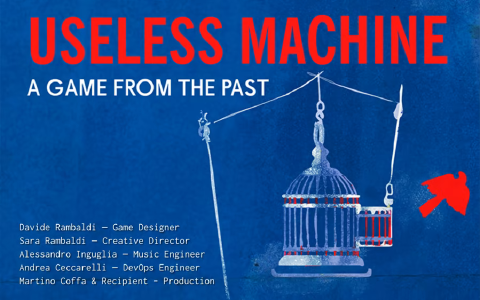 USELESS MACHINE
A GAME FROM THE PAST
Davide Rambaldi – Game Designer
Sara Rambaldi – Creative Director
Alessandro Inguglia – Music Engineer
Andrea Ceccarelli – DevOps Engineer
Martino Coffa & Recipient – Production